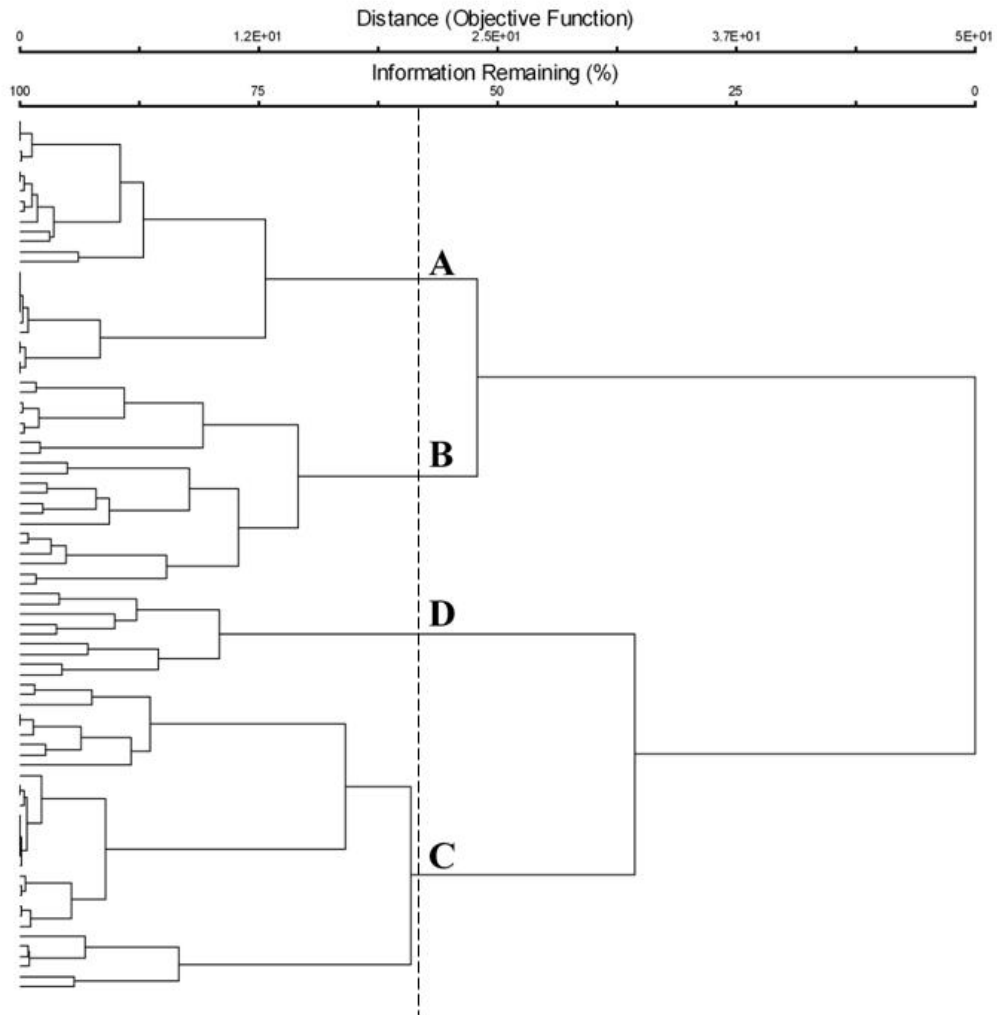 Distance (Objective Function)
0 1.2E+01 2.5E+01 3.7E+01 5E+01
Information Remaining (%)
100 75 50 25 0
A
B
D
C